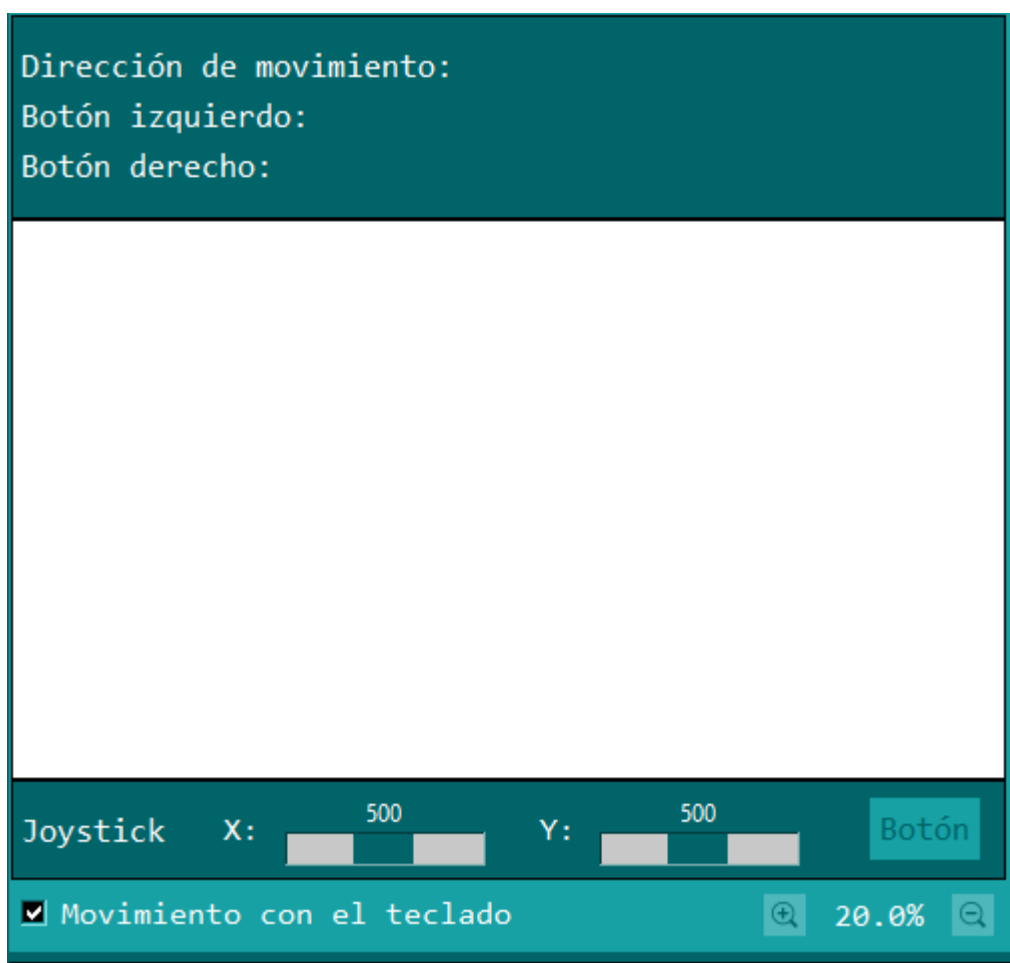 Dirección de movimiento:
Botón izquierdo:
Botón derecho:
500 500
Joystick X: Y: Botón
Movimiento con el teclado 20.0%